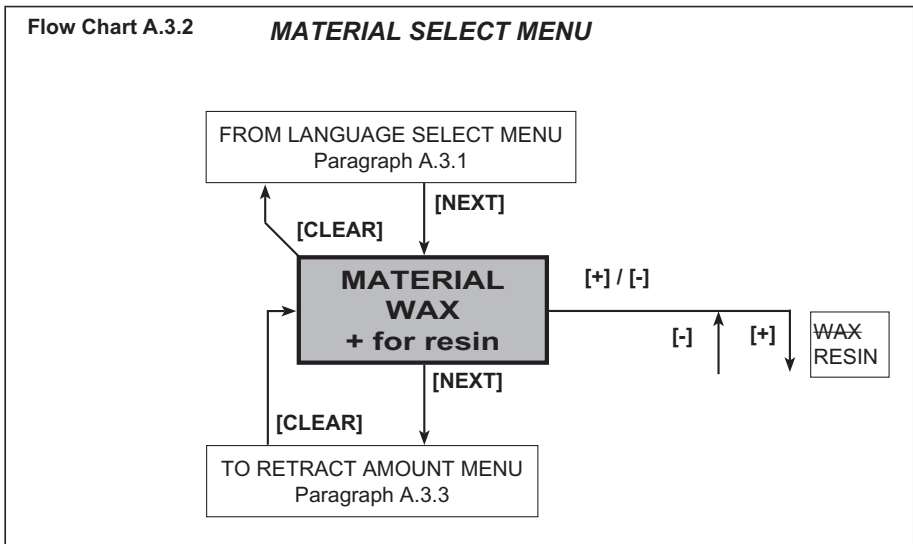 Flow Chart A.3.2
MATERIAL SELECT MENU
FROM LANGUAGE SELECT MENU
Paragraph A.3.1
[NEXT]
[CLEAR]
MATERIAL
WAX
+ for resin
[+] / [-]
[-]
[+]
WAX
RESIN
[NEXT]
[CLEAR]
TO RETRACT AMOUNT MENU
Paragraph A.3.3